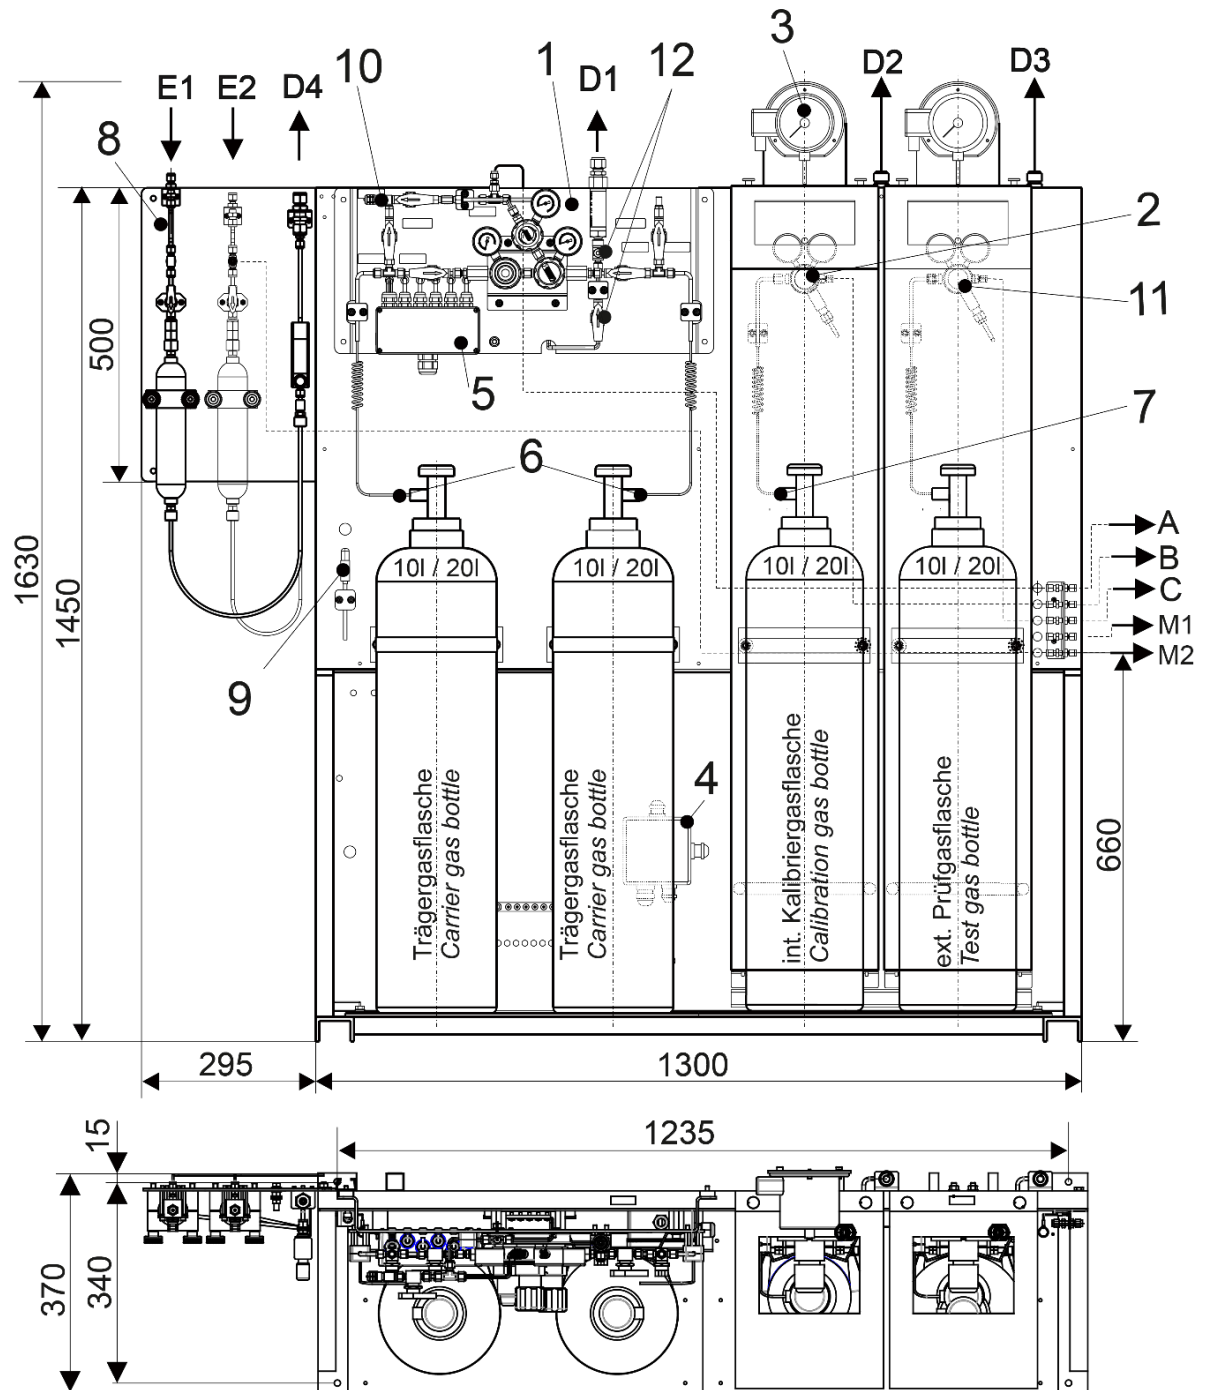 3
10
1
12
D2
D3
E1
E2
D4
D1
8
2
11
500
5
7
6
1630
1450
10l / 20l
10l / 20l
10l / 20l
10l / 20l
A
B
C
M1
M2
9
4
Trägergasflasche
Carrier gas bottle
Trägergasflasche
Carrier gas bottle
int. Kalibriergasflasche
Calibration gas bottle
ext. Prüfgasflasche
Test gas bottle
660
295
1300
15
1235
370
340